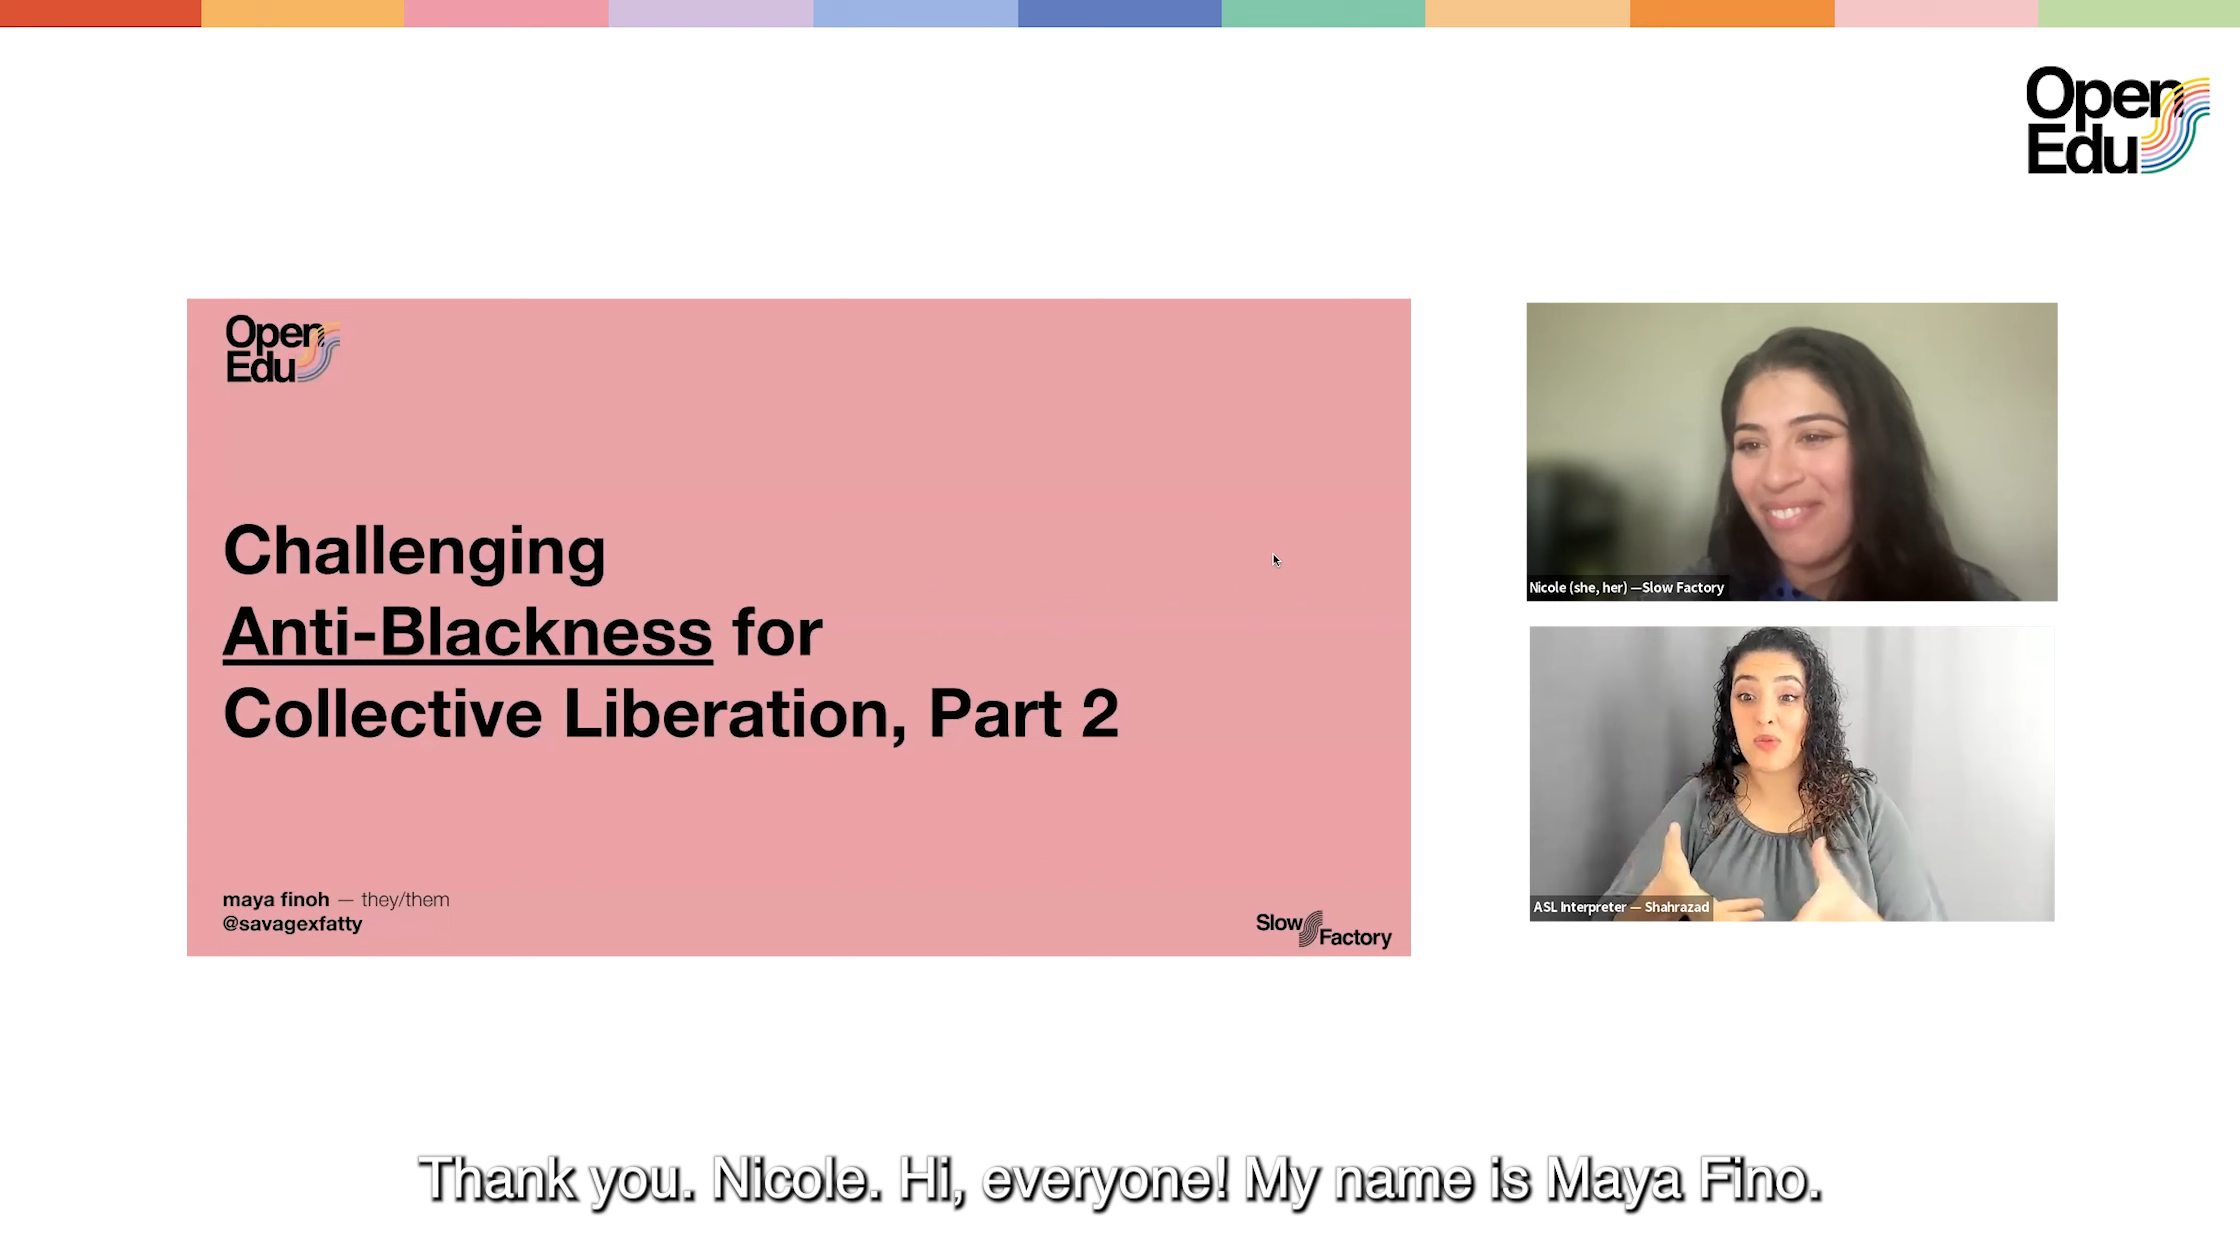 Open
Edu
Open
Edu
Challenging
Anti-Blackness for
Collective Liberation, Part 2
maya finoh — they/them
@savagexfatty
Slow
Factory
Nicole (she, her) —Slow Factory
ASL Interpreter — Shahrazad
Thank you. Nicole. Hi, everyone! My name is Maya Fino.